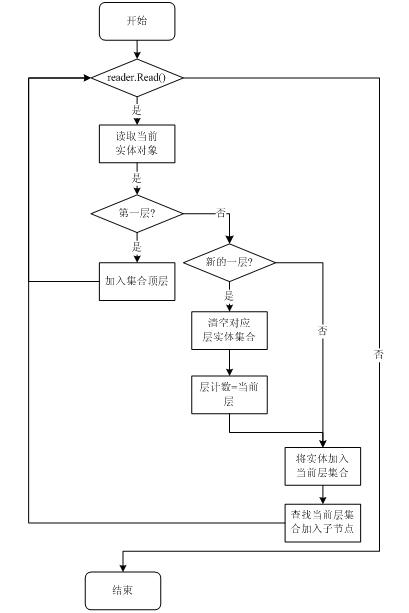 开始
reader.Read()
是
读取当前
实体对象
是
第一层?
否
是
新的一层?
加入集合顶层
是
清空对应
层实体集合
否
否
层计数=当前
层
将实体加入
当前层集合
查找当前层集
合加入子节点
结束